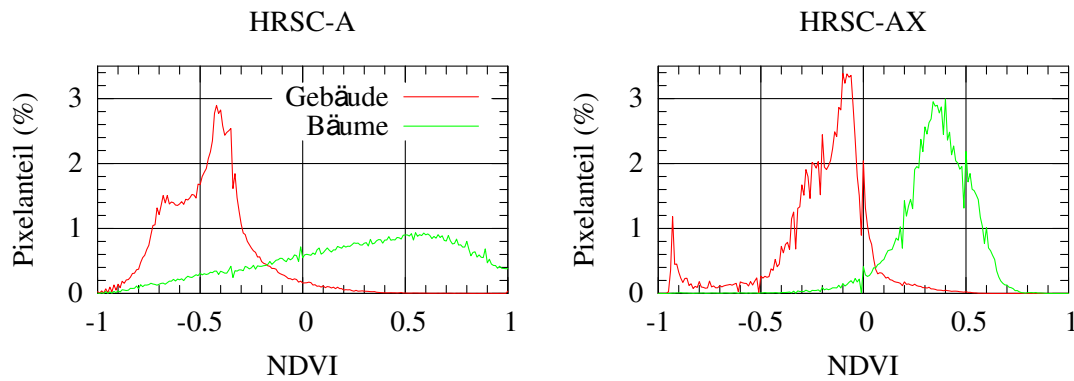 HRSC-A
Pixelanteil (%)
3
2
1
0
-1
-0.5
0
0.5
1
NDVI
Gebäude
Bäume
HRSC-AX
Pixelanteil (%)
3
2
1
0
-1
-0.5
0
0.5
1
NDVI